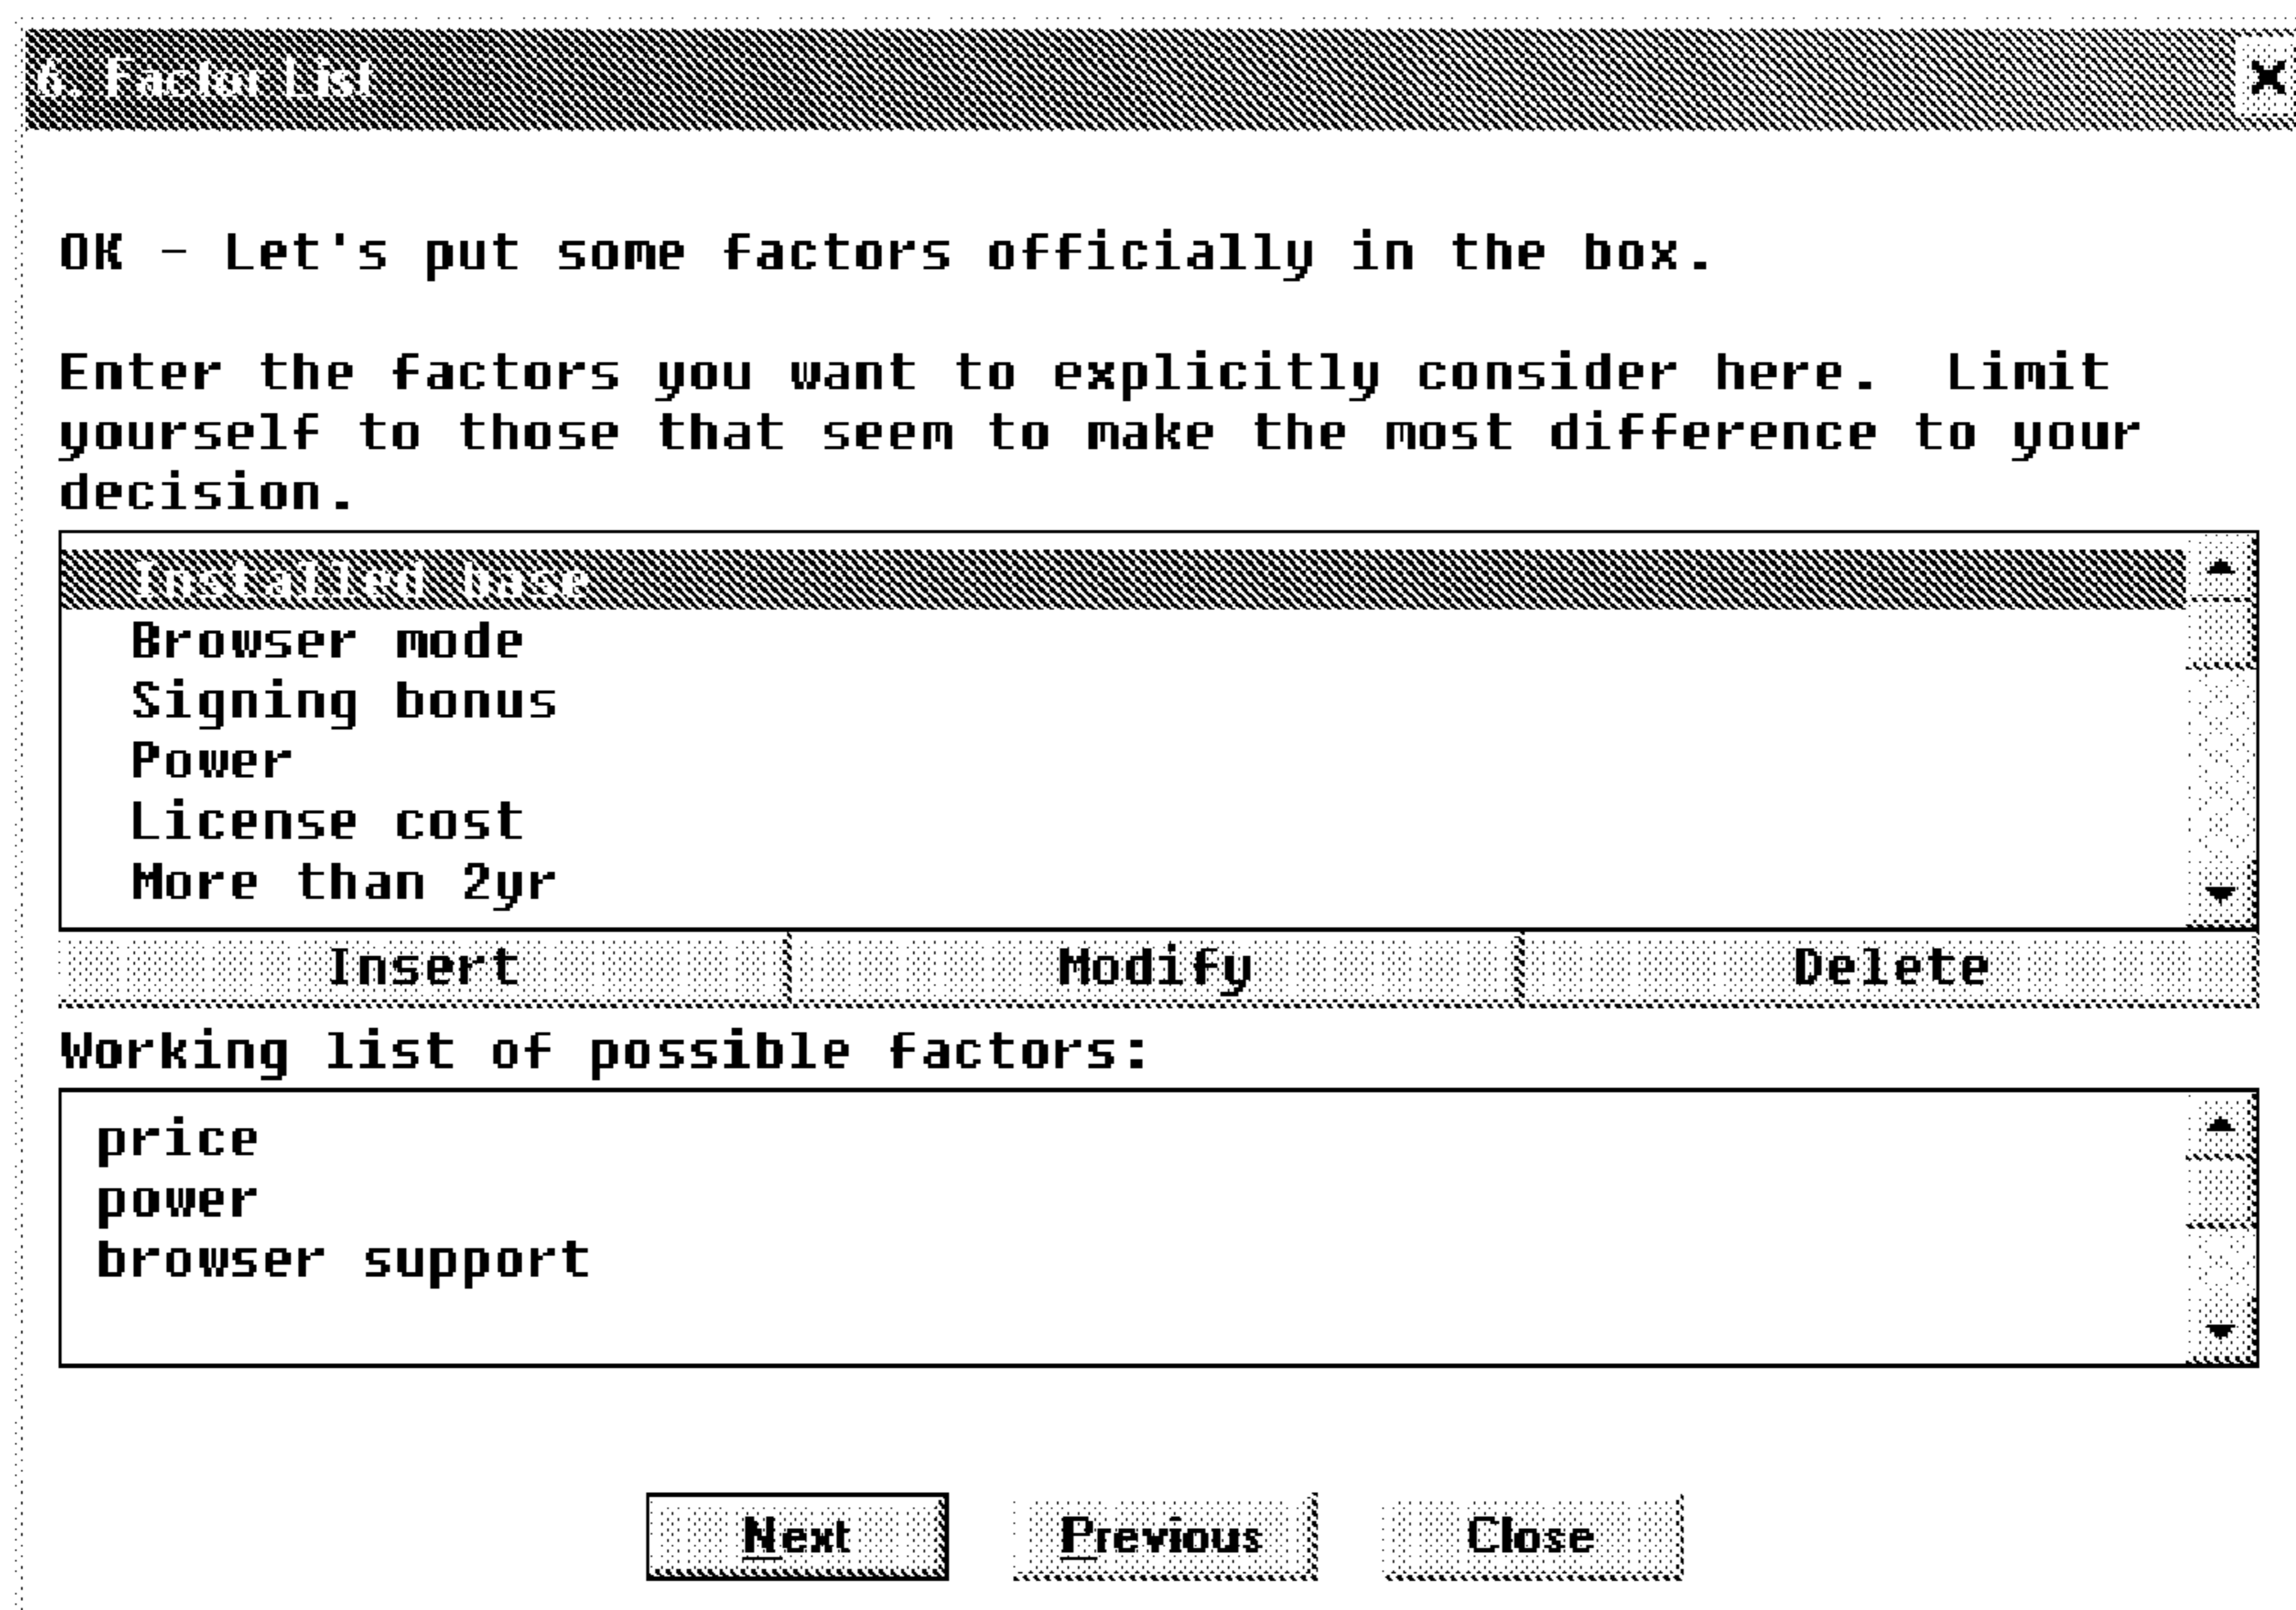 6. Factor List
OK - Let's put some factors officially in the box.
Enter the factors you want to explicitly consider here.  Limit
yourself to those that seem to make the most difference to your
decision.
Installed base
Browser mode
Signing bonus
Power
License cost
More than 2yr
Insert Modify Delete
Working list of possible factors:
price
power
browser support
Next Previous Close